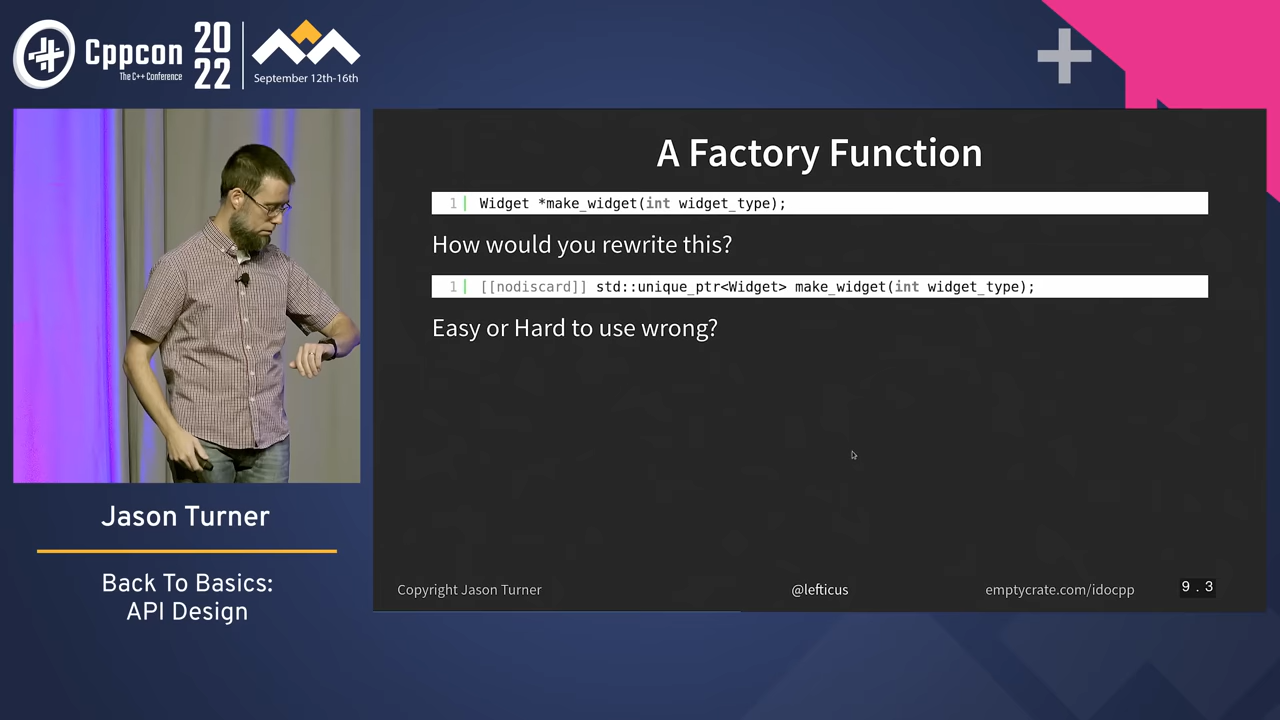 Cppcon
The C++ Conference
20
22
September 12th-16th
A Factory Function
1 Widget *make_widget(int widget_type);
How would you rewrite this?
1 [[nodiscard]] std::unique_ptr<Widget> make_widget(int widget_type);
Easy or Hard to use wrong?
Copyright Jason Turner
@lefticus
emptycrate.com/idocpp
9.3
Jason Turner
Back To Basics:
API Design